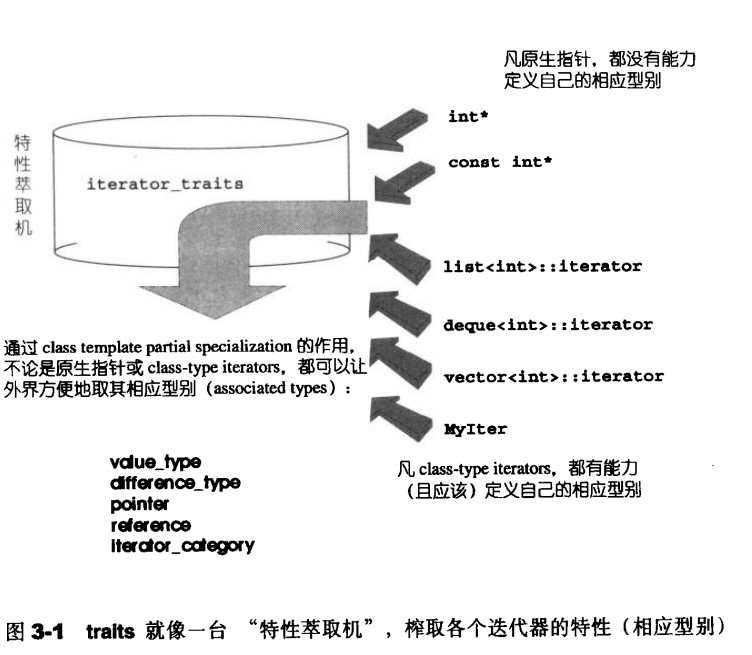 凡原生指针，都没有能力
定义自己的相应型别
int*
const int*
特性萃取机
iterator_traits
list<int>::iterator
deque<int>::iterator
vector<int>::iterator
MyIter
通过 class template partial specialization 的作用，
不论是原生指针或 class-type iterators，都可以让
外界方便地取其相应型别（associated types）：
凡 class-type iterators，都有能力
（且应该）定义自己的相应型别
value_type
difference_type
pointer
reference
iterator_category
图 3-1 traits 就像一台 “特性萃取机”，榨取各个迭代器的特性（相应型别）